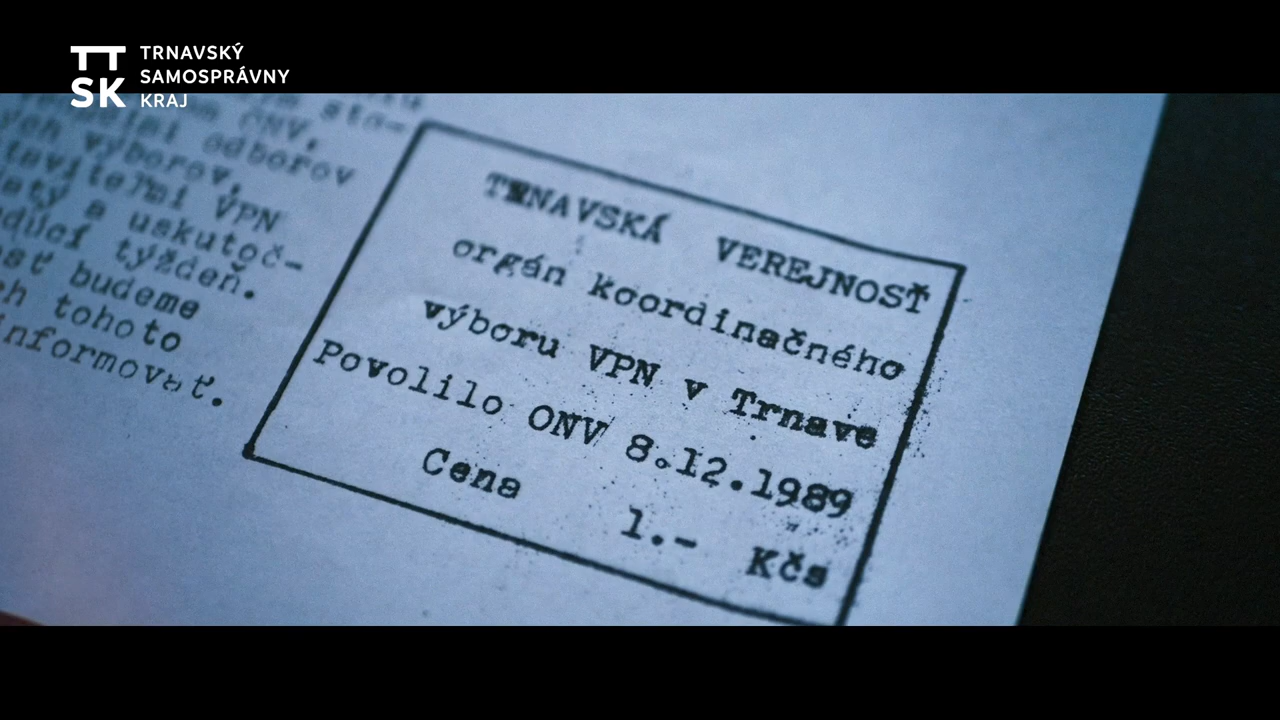 TRNAVSKÝ
SAMOSPRÁVNY
KRAJ
TTSK
ONV,
odborov
výborov,
VPN
a uskutoč-
týždeň.
budeme
tohoto
informovať.
TRNAVSKÁ VEREJNOSŤ
orgán koordinačného
výboru VPN v Trnave
Povolilo ONV 8.12.1989
Cena 1.- Kčs